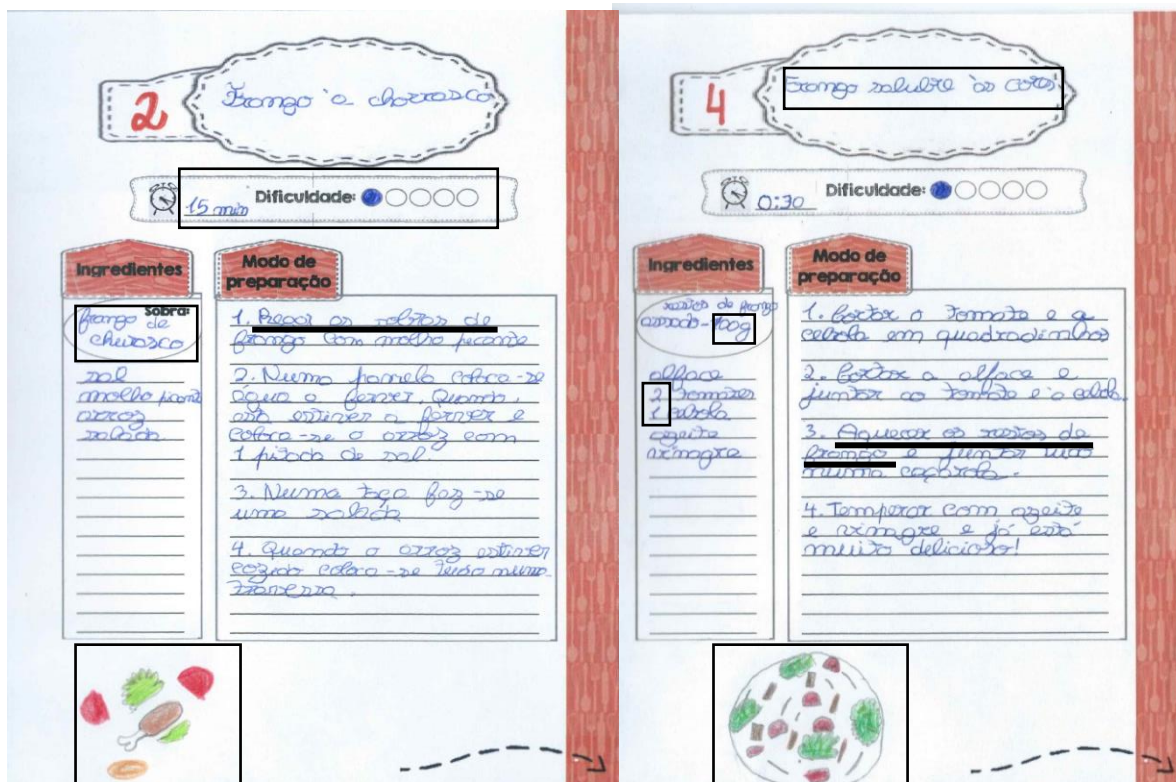 2
Frango à churrasco
15 min Dificuldade:
Ingredientes
Modo de preparação
Sobra:
frango de churrasco
sal
molho picante
arroz
salada
1. Pegar os sobras de
frango com molho picante
2. Numa panela coloca-se
água a ferver. Quando,
esta estiver a ferver e
coloca-se o arroz com
1 pitada de sal.
3. Numa taça faz-se
uma salada
4. Quando o arroz estiver
cozido coloca-se tudo numa
travessa.
4
Frango salubre às cores
0:30 Dificuldade:
Ingredientes
Modo de preparação
restos de frango
assado - 100g
alface
2 tomates
1 cebola
azeite
vinagre
1. Cortar o tomate e a
cebola em quadradinhos
2. Cortar a alface e
juntar ao tomate e à cebola.
3. Aquecer os restos de
frango e juntar tudo
numa caçarola.
4. Temperar com azeite
e vinagre e já está
muito delicioso!